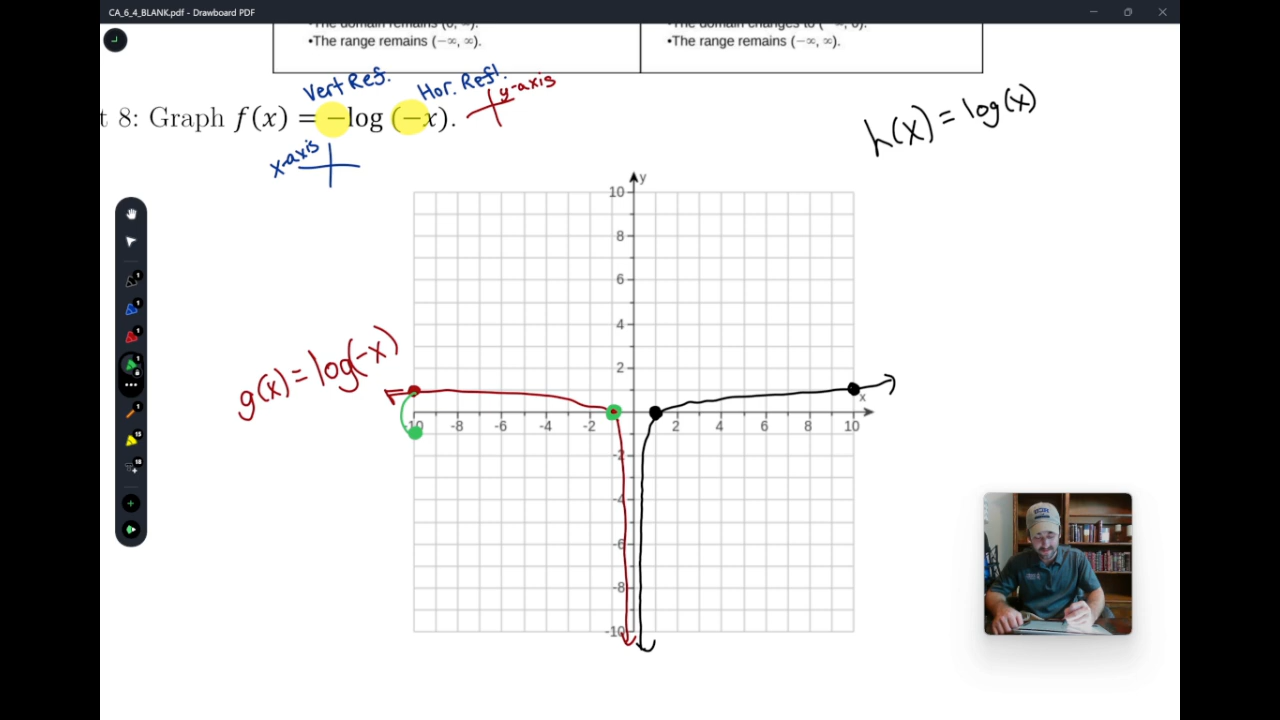 CA_6_4_BLANK.pdf - Drawboard PDF
•The range remains (−∞, ∞).
•The range remains (−∞, ∞).
Vert Ref.
Hor. Ref!
y-axis
t 8: Graph f(x) = −log (−x).
h(x) = log(x)
x-axis
y
10
8
6
4
2
g(x) = log(-x)
x
-10 -8 -6 -4 -2 2 4 6 8 10
-2
-4
-6
-8
-10